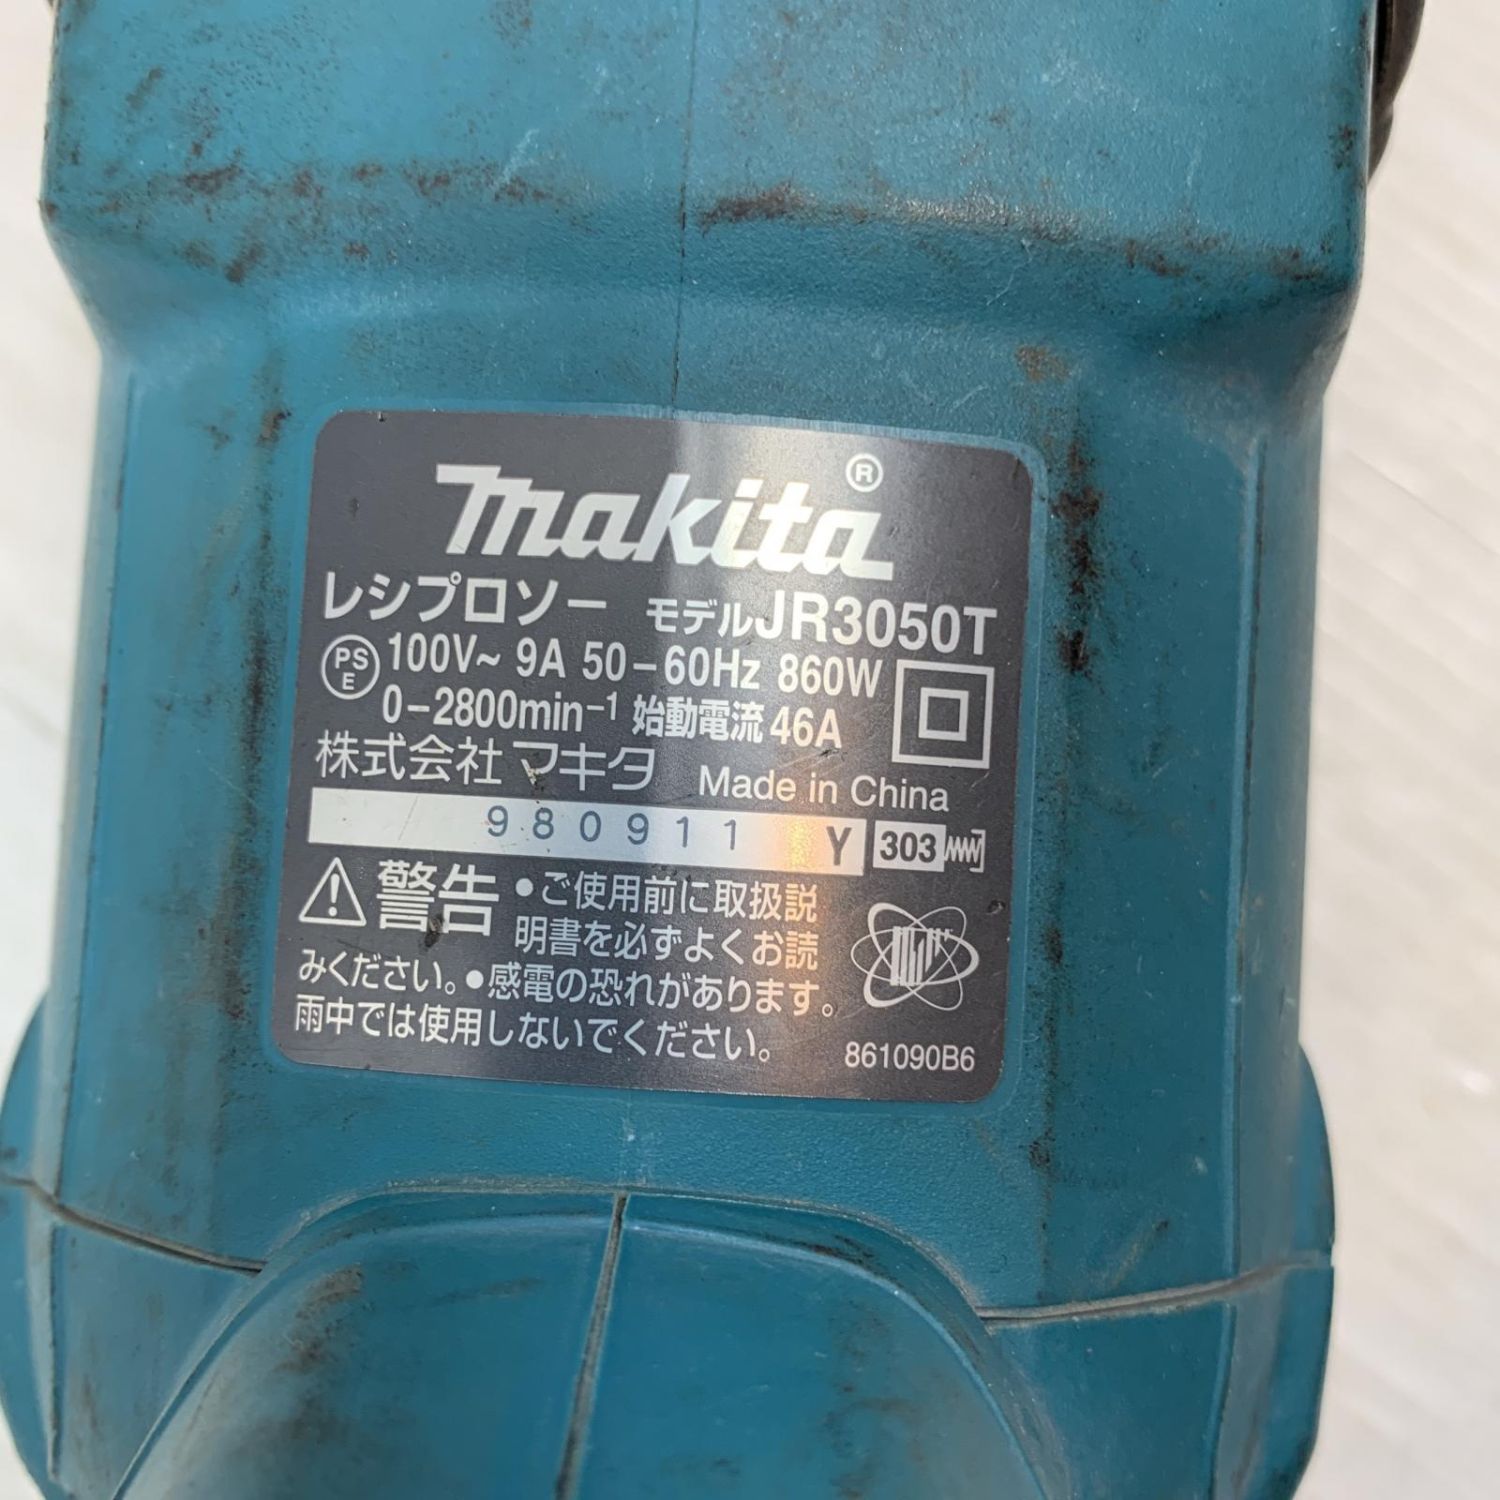 makita®
レシプロソー モデルJR3050T
PSE 100V~ 9A 50-60Hz 860W
0-2800min⁻¹ 始動電流 46A
株式会社マキタ Made in China
980911 Y 303
警告 ●ご使用前に取扱説
明書を必ずよくお読
みください。●感電の恐れがあります。
雨中では使用しないでください。
861090B6